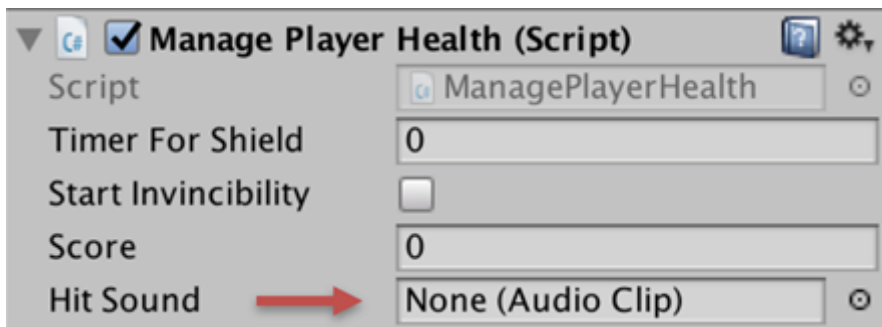 Manage Player Health (Script)
Script ManagePlayerHealth
Timer For Shield 0
Start Invincibility
Score 0
Hit Sound None (Audio Clip)